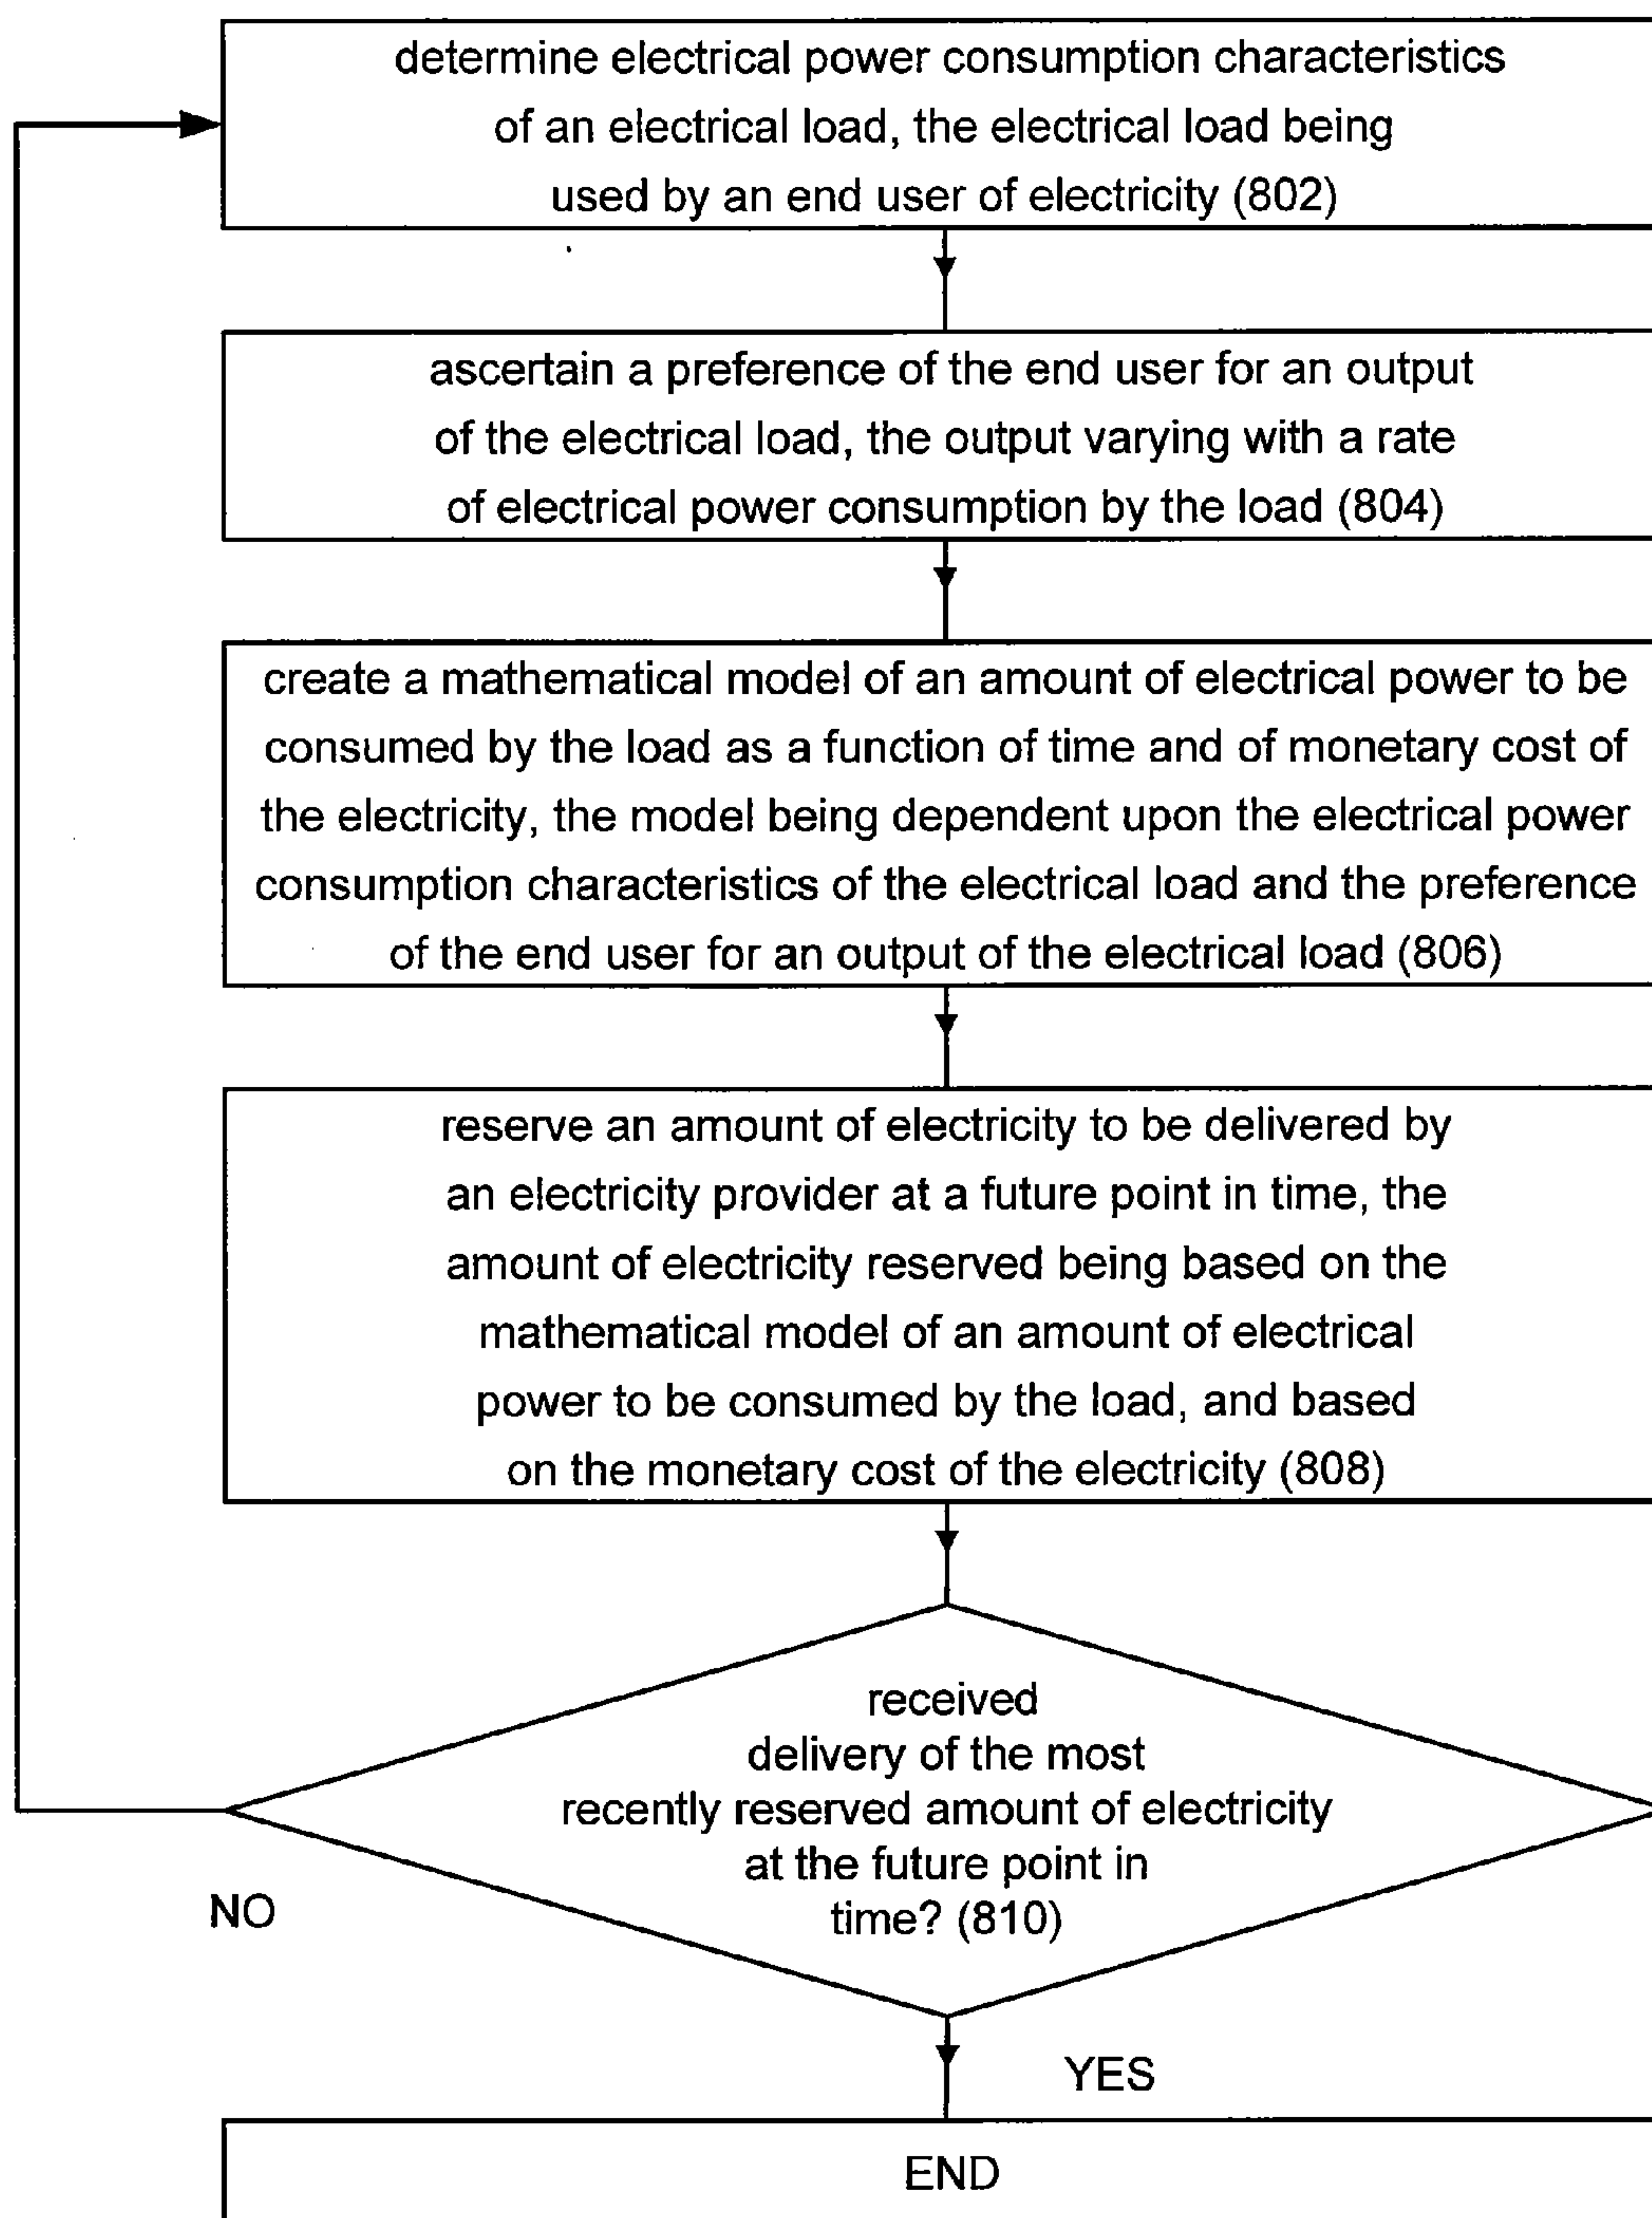 determine electrical power consumption characteristics
of an electrical load, the electrical load being
used by an end user of electricity (802)
ascertain a preference of the end user for an output
of the electrical load, the output varying with a rate
of electrical power consumption by the load (804)
create a mathematical model of an amount of electrical power to be
consumed by the load as a function of time and of monetary cost of
the electricity, the model being dependent upon the electrical power
consumption characteristics of the electrical load and the preference
of the end user for an output of the electrical load (806)
reserve an amount of electricity to be delivered by
an electricity provider at a future point in time, the
amount of electricity reserved being based on the
mathematical model of an amount of electrical
power to be consumed by the load, and based
on the monetary cost of the electricity (808)
received
delivery of the most
recently reserved amount of electricity
at the future point in
time? (810)
NO
YES
END